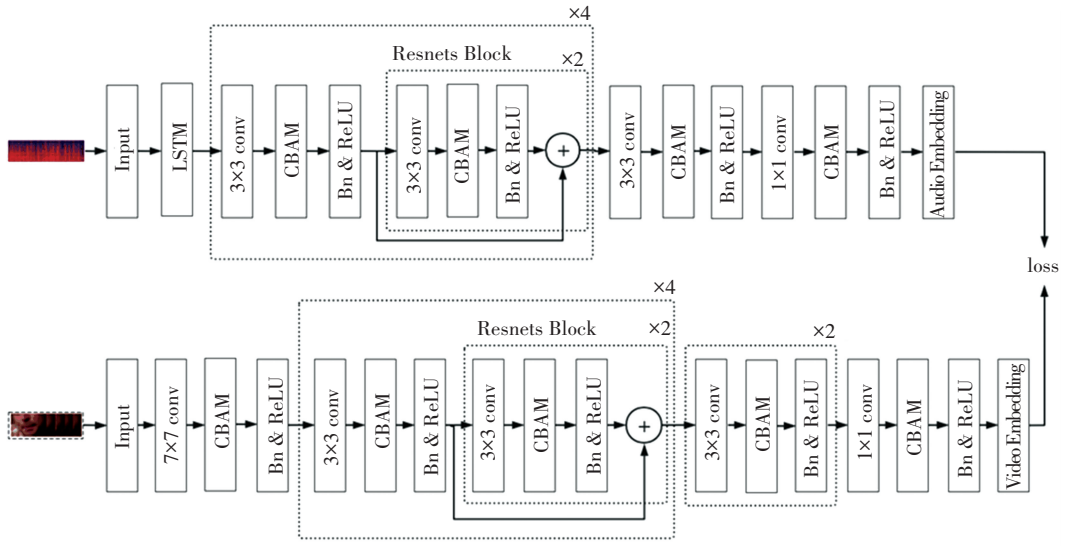 ×4
Resnets Block
×2
Input
LSTM
3×3 conv
CBAM
Bn & ReLU
3×3 conv
CBAM
Bn & ReLU
+
3×3 conv
CBAM
Bn & ReLU
1×1 conv
CBAM
Bn & ReLU
Audio Embedding
loss
×4
Resnets Block
×2
×2
Input
7×7 conv
CBAM
Bn & ReLU
3×3 conv
CBAM
Bn & ReLU
3×3 conv
CBAM
Bn & ReLU
+
3×3 conv
CBAM
Bn & ReLU
1×1 conv
CBAM
Bn & ReLU
Video Embedding